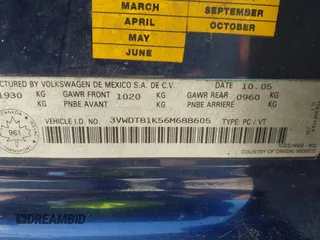 MARCH
APRIL
MAY
JUNE
SEPTEMBER
OCTOBER
CTURED BY VOLKSWAGEN DE MEXICO S.A. DE C.V. 10.05
1930 KG GAWR FRONT 1020 KG GAWR REAR 0960 KG
KG PNBE AVANT KG PNBE ARRIÈRE KG
VEHICLE I.D. NO.: 3VWDT81K56M688605 TYPE: PC / VT
961
COUNTRY OF ORIGIN: MEXICO
DREAMBID